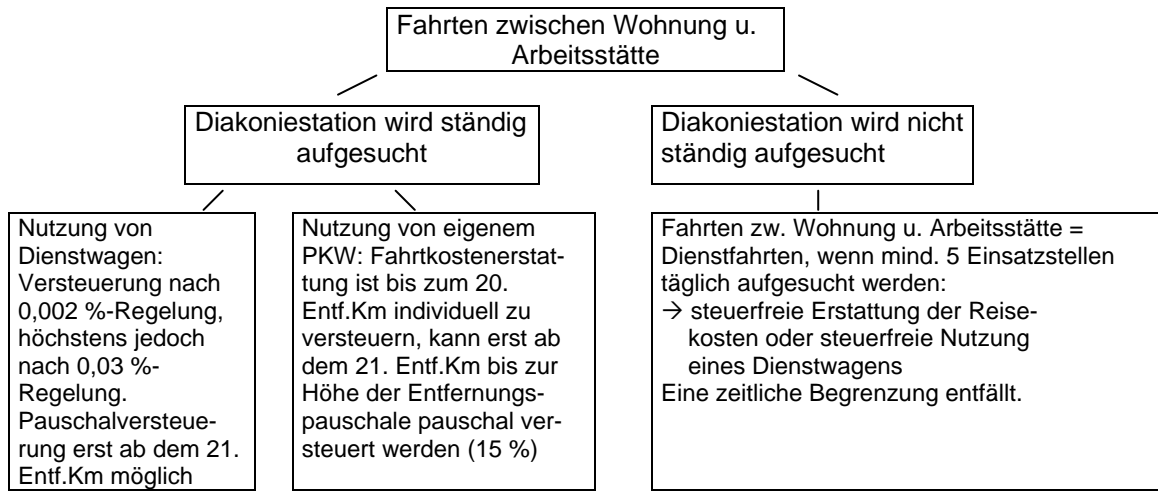 Fahrten zwischen Wohnung u.
Arbeitsstätte
Diakoniestation wird ständig
aufgesucht
Diakoniestation wird nicht
ständig aufgesucht
Nutzung von
Dienstwagen:
Versteuerung nach
0,002 %-Regelung,
höchstens jedoch
nach 0,03 %-
Regelung.
Pauschalversteue-
rung erst ab dem 21.
Entf.Km möglich
Nutzung von eigenem
PKW: Fahrtkostenerstat-
tung ist bis zum 20.
Entf.Km individuell zu
versteuern, kann erst ab
dem 21. Entf.Km bis zur
Höhe der Entfernungs-
pauschale pauschal ver-
steuert werden (15 %)
Fahrten zw. Wohnung u. Arbeitsstätte =
Dienstfahrten, wenn mind. 5 Einsatzstellen
täglich aufgesucht werden:
→ steuerfreie Erstattung der Reise-
kosten oder steuerfreie Nutzung
eines Dienstwagens
Eine zeitliche Begrenzung entfällt.